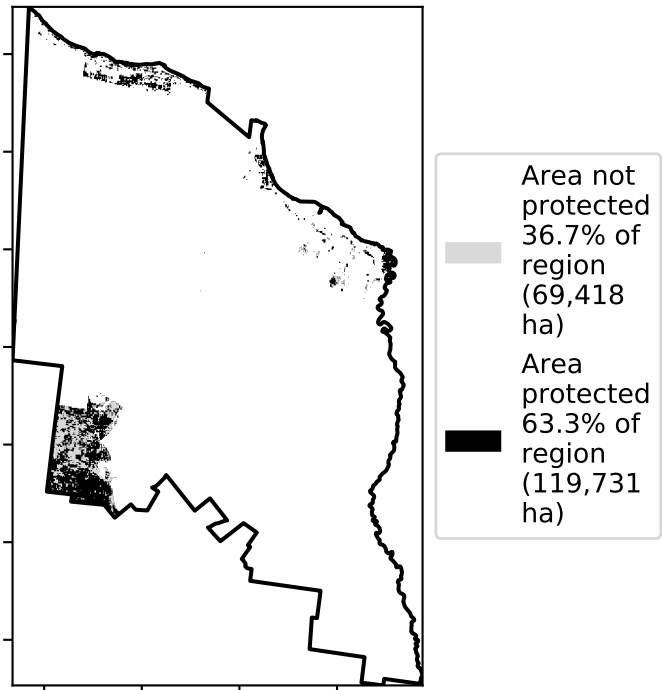 Area not
protected
36.7% of
region
(69,418
ha)
Area
protected
63.3% of
region
(119,731
ha)